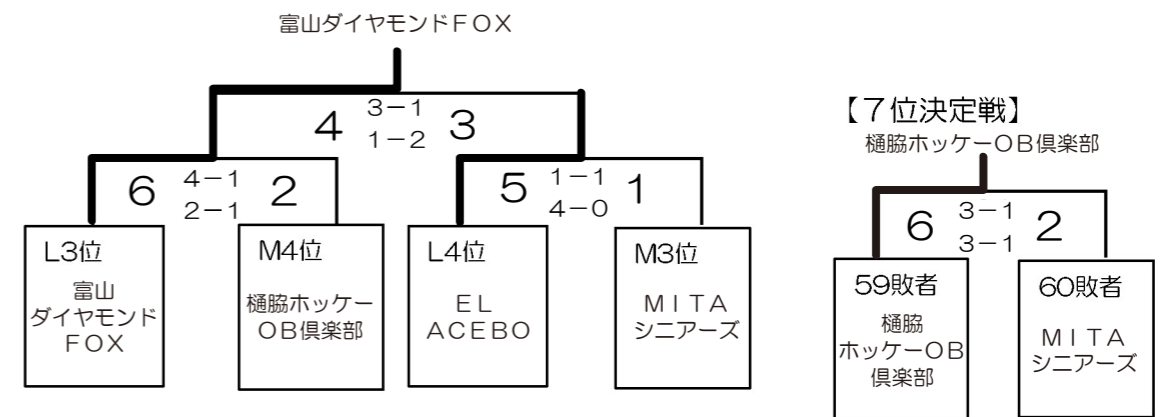 富山ダイヤモンドＦＯＸ
4 ３－１ 3
１－２
6 ４－１ 2
２－１
5 １－１ 1
４－０
L3位
富山
ダイヤモンド
ＦＯＸ
M4位
樋脇ホッケー
ＯＢ倶楽部
L4位
ＥＬ
ＡＣＥＢＯ
M3位
ＭＩＴＡ
シニアーズ
【７位決定戦】
樋脇ホッケーＯＢ倶楽部
6 ３－１ 2
３－１
59敗者
樋脇
ホッケーＯＢ
倶楽部
60敗者
ＭＩＴＡ
シニアーズ